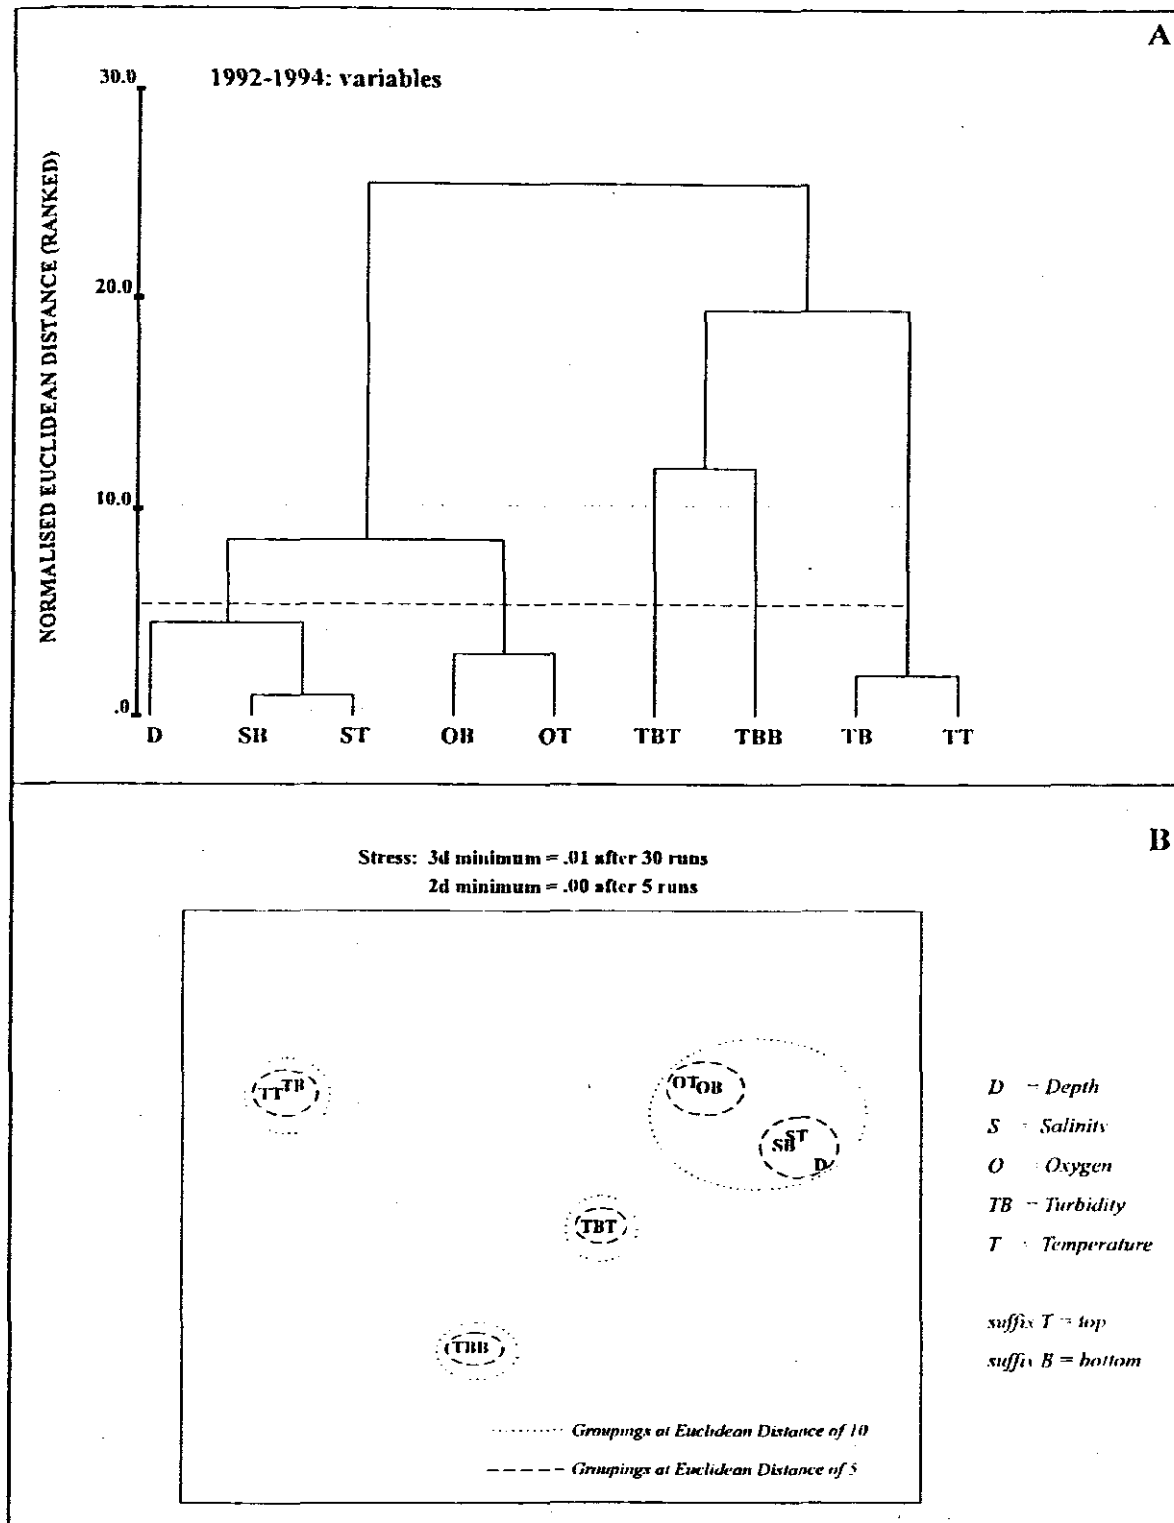 A
1992-1994: variables
NORMALISED EUCLIDEAN DISTANCE (RANKED)
30.0
20.0
10.0
.0
D SB ST OB OT TBT TBB TB TT
B
Stress: 3d minimum = .01 after 30 runs
2d minimum = .00 after 5 runs
TT TB
OT OB
SB ST
D
TBT
TBB
D = Depth
S - Salinity
O Oxygen
TB = Turbidity
T - Temperature
suffix T = top
suffix B = bottom
Groupings at Euclidean Distance of 10
Groupings at Euclidean Distance of 5